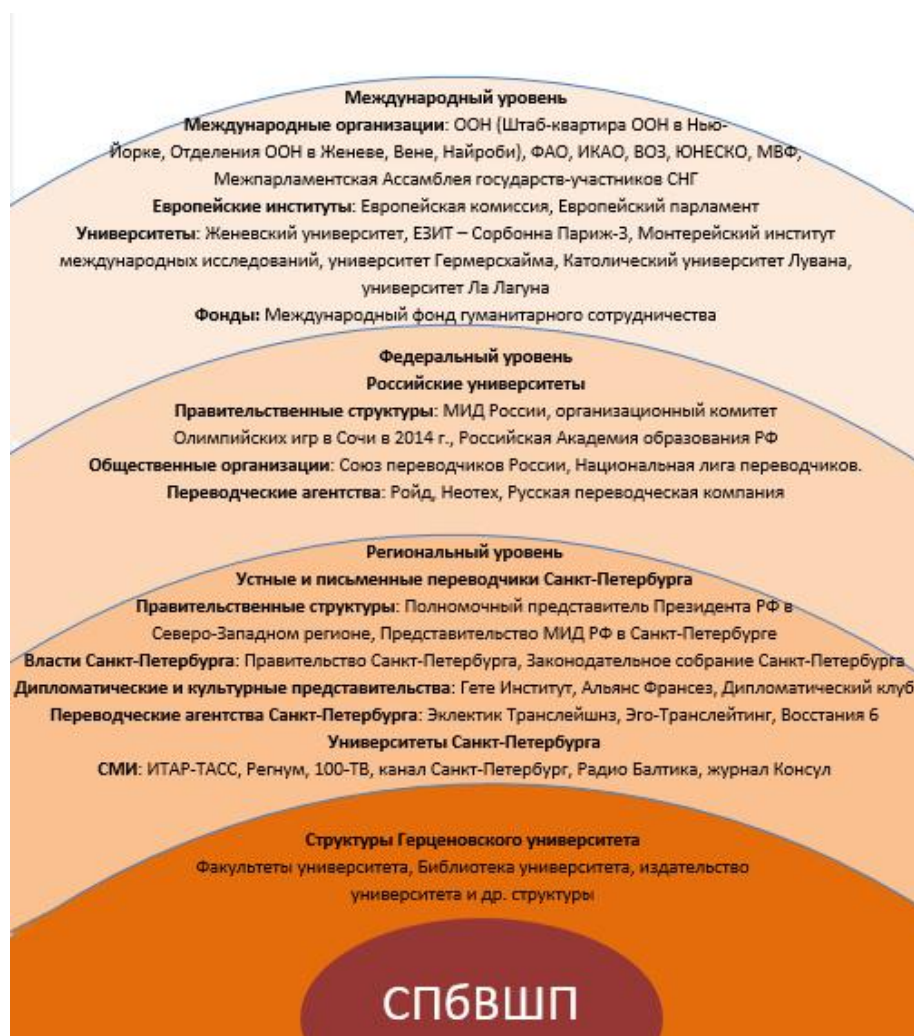 Международный уровень
Международные организации: ООН (Штаб-квартира ООН в Нью-
Йорке, Отделения ООН в Женеве, Вене, Найроби), ФАО, ИКАО, ВОЗ, ЮНЕСКО, МВФ,
Межпарламентская Ассамблея государств-участников СНГ
Европейские институты: Европейская комиссия, Европейский парламент
Университеты: Женевский университет, ЕЗИТ – Сорбонна Париж-3, Монтерейский институт
международных исследований, университет Гермерсхайма, Католический университет Лувана,
университет Ла Лагуна
Фонды: Международный фонд гуманитарного сотрудничества
Федеральный уровень
Российские университеты
Правительственные структуры: МИД России, организационный комитет
Олимпийских игр в Сочи в 2014 г., Российская Академия образования РФ
Общественные организации: Союз переводчиков России, Национальная лига переводчиков.
Переводческие агентства: Ройд, Неотех, Русская переводческая компания
Региональный уровень
Устные и письменные переводчики Санкт-Петербурга
Правительственные структуры: Полномочный представитель Президента РФ в
Северо-Западном регионе, Представительство МИД РФ в Санкт-Петербурге
Власти Санкт-Петербурга: Правительство Санкт-Петербурга, Законодательное собрание Санкт-Петербурга
Дипломатические и культурные представительства: Гете Институт, Альянс Франсез, Дипломатический клуб
Переводческие агентства Санкт-Петербурга: Эклектик Транслейшнз, Эго-Транслейтинг, Восстания 6
Университеты Санкт-Петербурга
СМИ: ИТАР-ТАСС, Регнум, 100-ТВ, канал Санкт-Петербург, Радио Балтика, журнал Консул
Структуры Герценовского университета
Факультеты университета, Библиотека университета, издательство
университета и др. структуры
СПбВШП